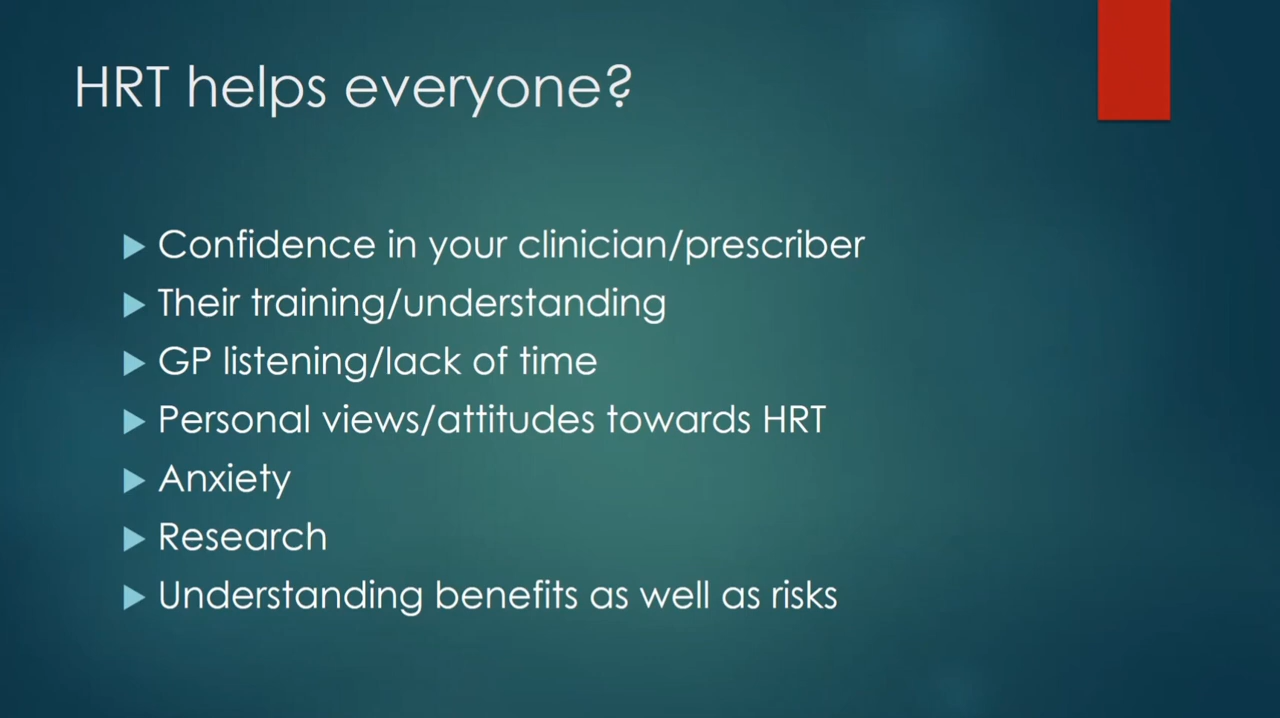 HRT helps everyone?
Confidence in your clinician/prescriber
Their training/understanding
GP listening/lack of time
Personal views/attitudes towards HRT
Anxiety
Research
Understanding benefits as well as risks